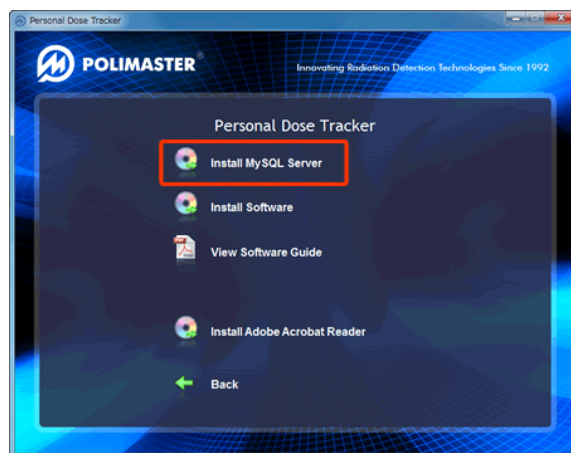 Personal Dose Tracker
POLIMASTER®
Innovating Radiation Detection Technologies Since 1992
Personal Dose Tracker
Install MySQL Server
Install Software
PDF
View Software Guide
Install Adobe Acrobat Reader
Back